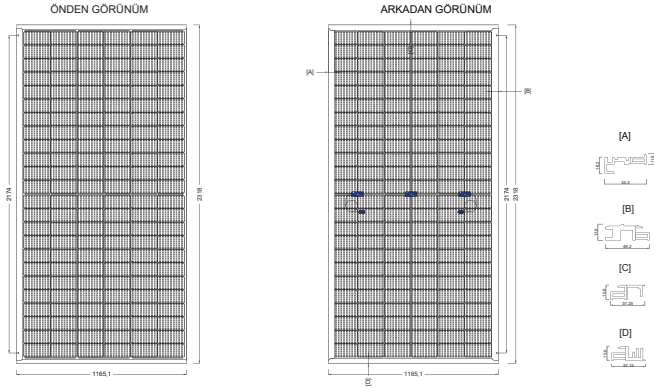 ÖNDEN GÖRÜNÜM
2174
2318
1165,1
ARKADAN GÖRÜNÜM
[C]
[A]
[B]
2174
2318
1165,1
[D]
[A]
46.2
[B]
48.2
[C]
37.25
[D]
37.15